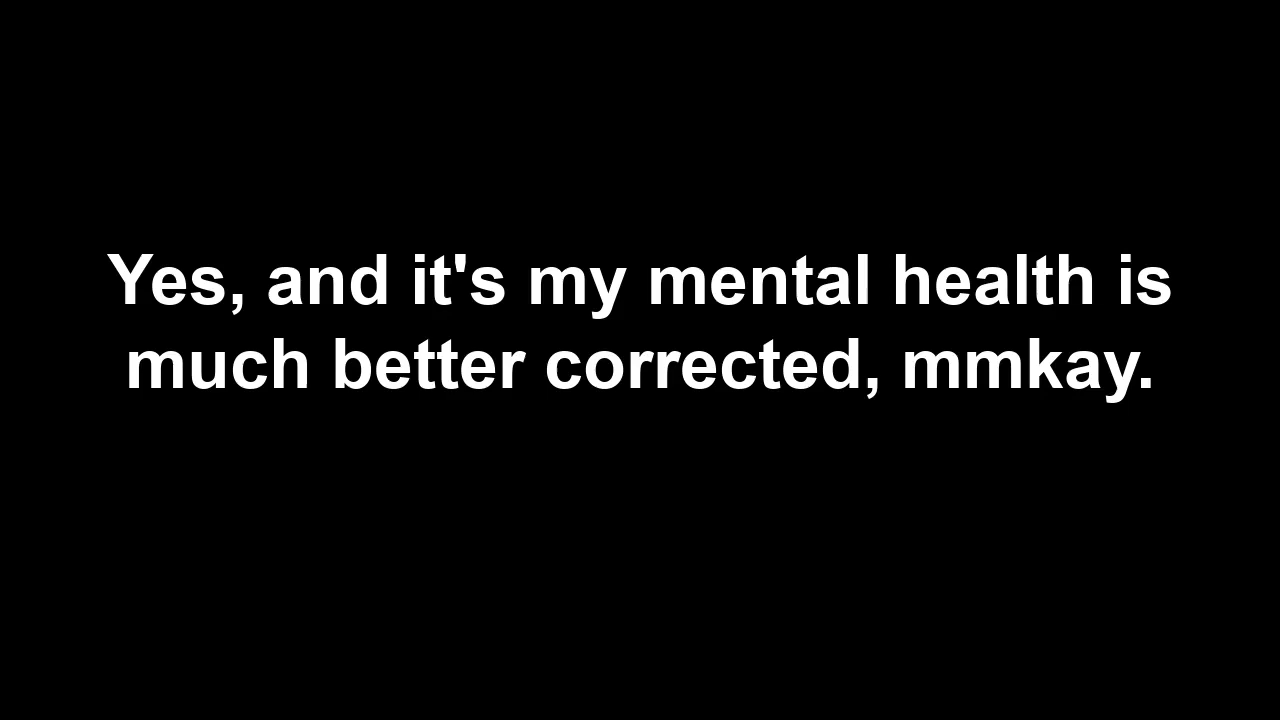 Yes, and it's my mental health is
much better corrected, mmkay.